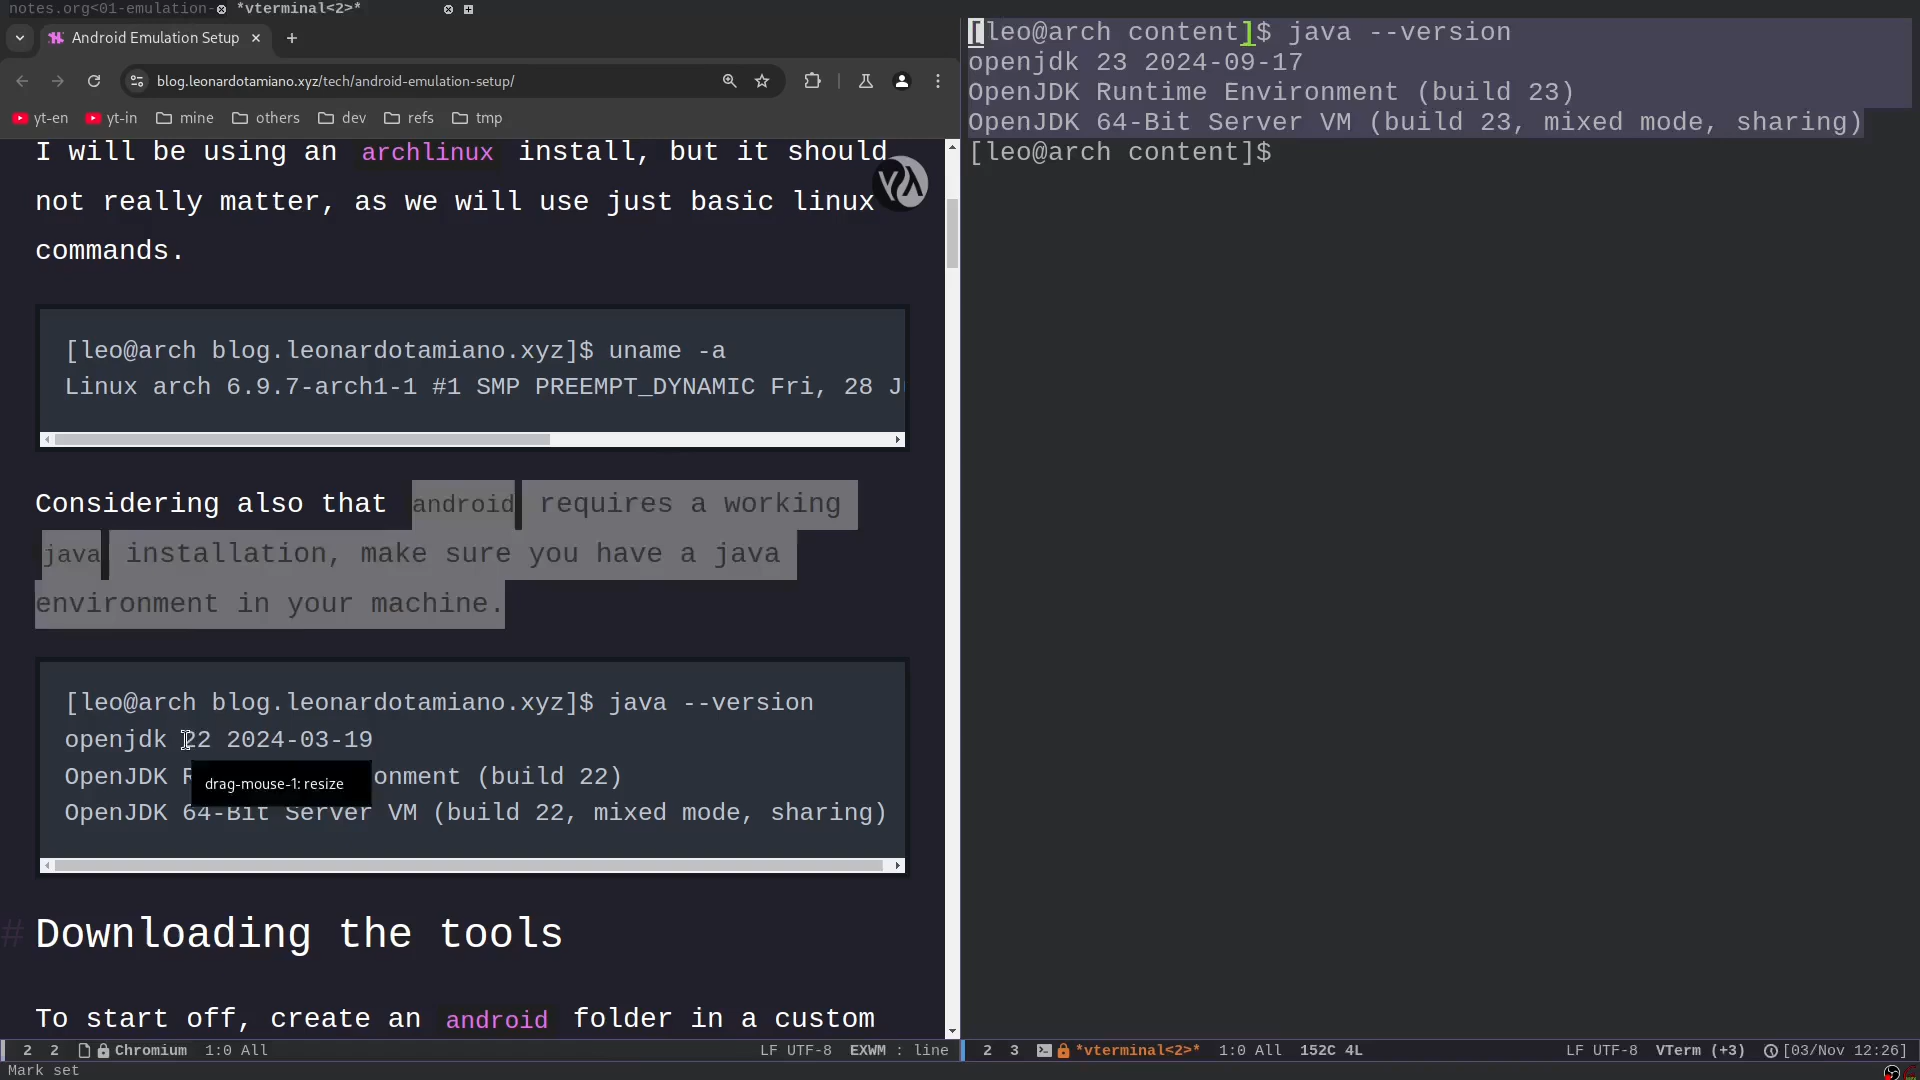 notes.org<01-emulation-
*vterminal<2>*
Android Emulation Setup
blog.leonardotamiano.xyz/tech/android-emulation-setup/
yt-en
yt-in
mine
others
dev
refs
tmp
I will be using an archlinux install, but it should
not really matter, as we will use just basic linux
commands.
[leo@arch blog.leonardotamiano.xyz]$ uname -a
Linux arch 6.9.7-arch1-1 #1 SMP PREEMPT_DYNAMIC Fri, 28 J
Considering also that android requires a working
java installation, make sure you have a java
environment in your machine.
[leo@arch blog.leonardotamiano.xyz]$ java --version
openjdk 22 2024-03-19
OpenJDK R onment (build 22)
drag-mouse-1: resize
OpenJDK 64-Bit Server VM (build 22, mixed mode, sharing)
# Downloading the tools
To start off, create an android folder in a custom
2 2 Chromium 1:0 All LF UTF-8 EXWM : line
Mark set
[leo@arch content]$ java --version
openjdk 23 2024-09-17
OpenJDK Runtime Environment (build 23)
OpenJDK 64-Bit Server VM (build 23, mixed mode, sharing)
[leo@arch content]$
2 3 *vterminal<2>* 1:0 All 152C 4L LF UTF-8 VTerm (+3) [03/Nov 12:26]